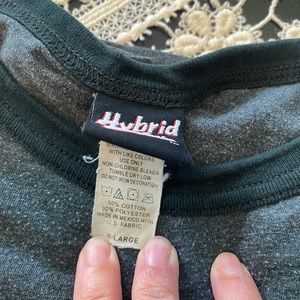 Hybrid
WITH LIKE COLORS
USE ONLY
NON-CHLORINE BLEACH
TUMBLE DRY LOW
DO NOT IRON DECORATION
50% COTTON
50% POLYESTER
MADE IN MEXICO WITH
U.S. FABRIC
X-LARGE